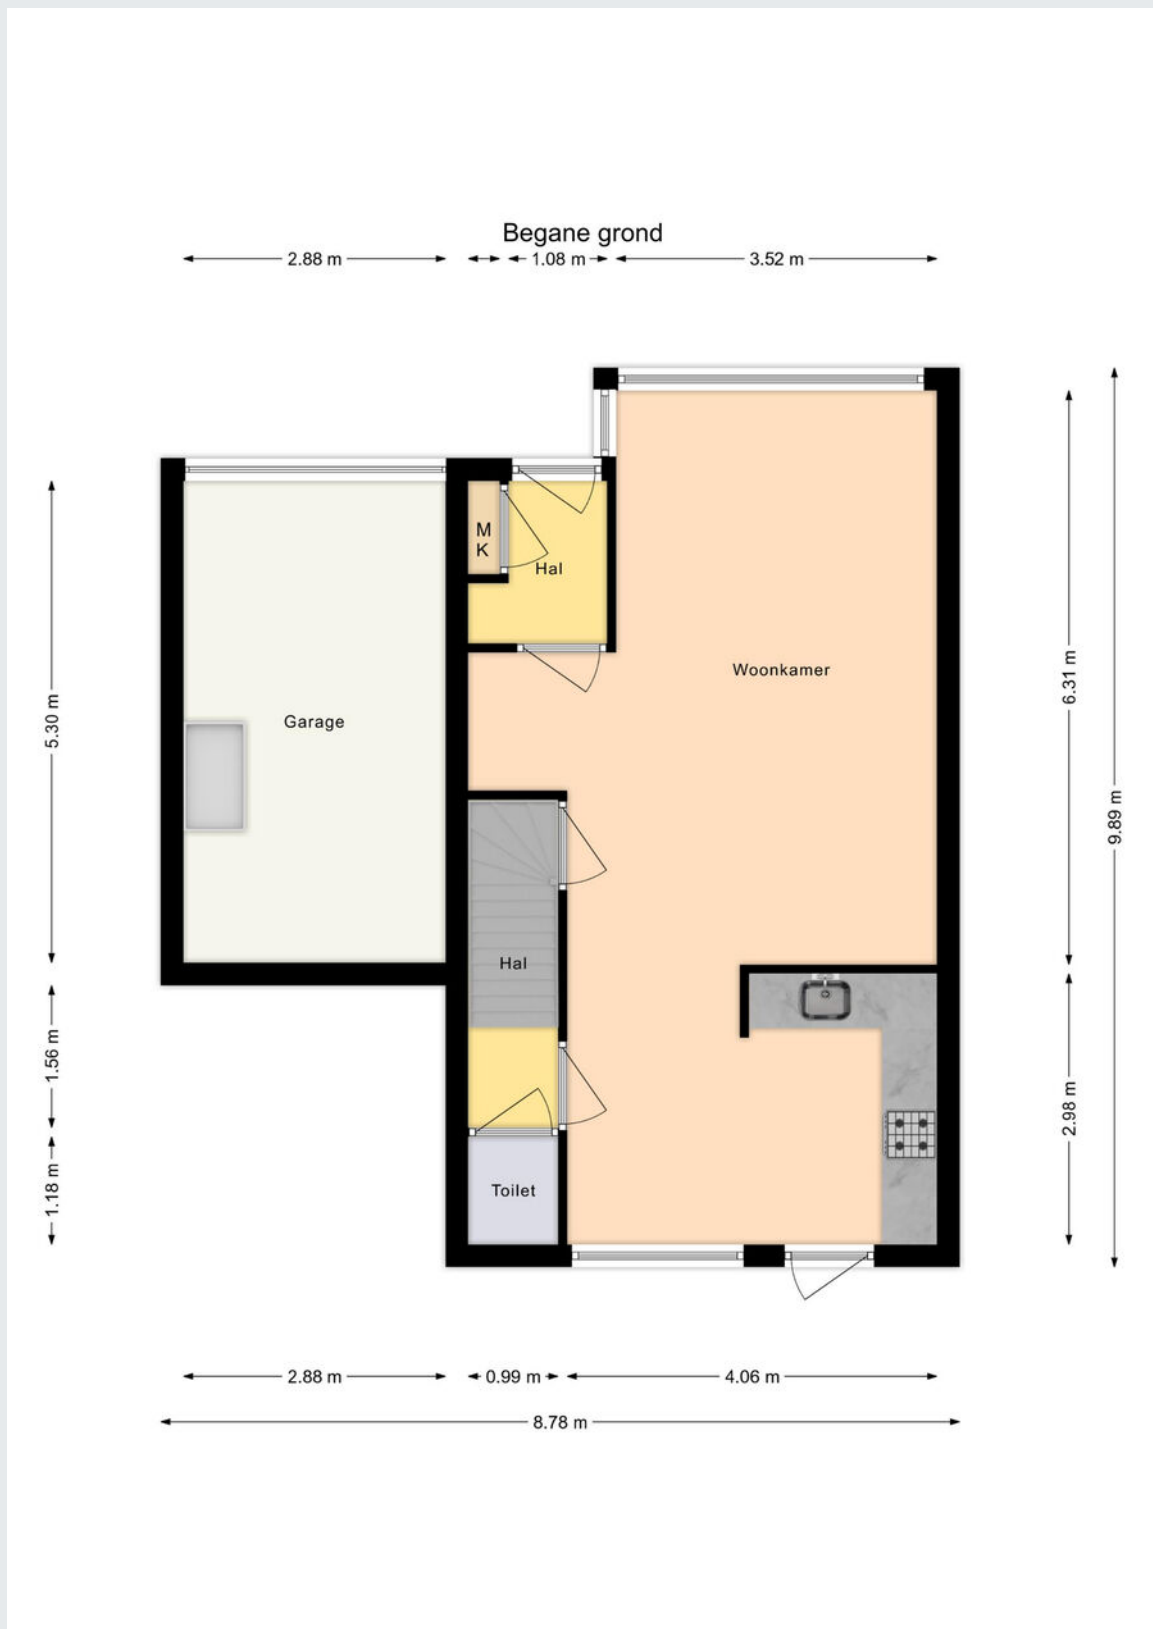 Begane grond
2.88 m
1.08 m
3.52 m
M
K
Hal
Woonkamer
6.31 m
5.30 m
Garage
9.89 m
Hal
1.56 m
2.98 m
1.18 m
Toilet
2.88 m
0.99 m
4.06 m
8.78 m